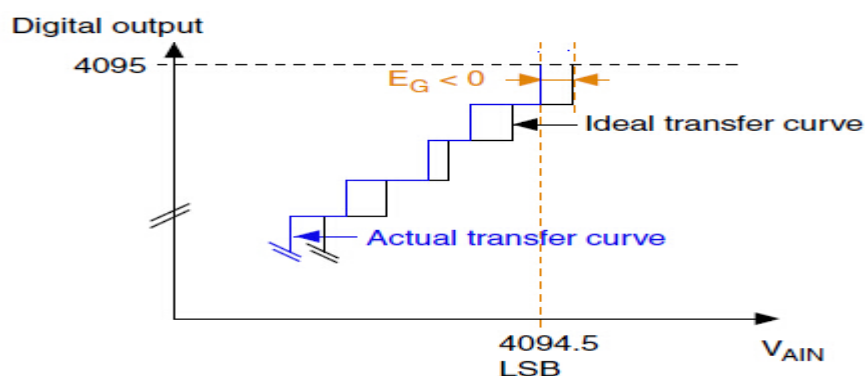 Digital output
4095
E_G < 0
Ideal transfer curve
Actual transfer curve
4094.5
LSB
V_AIN